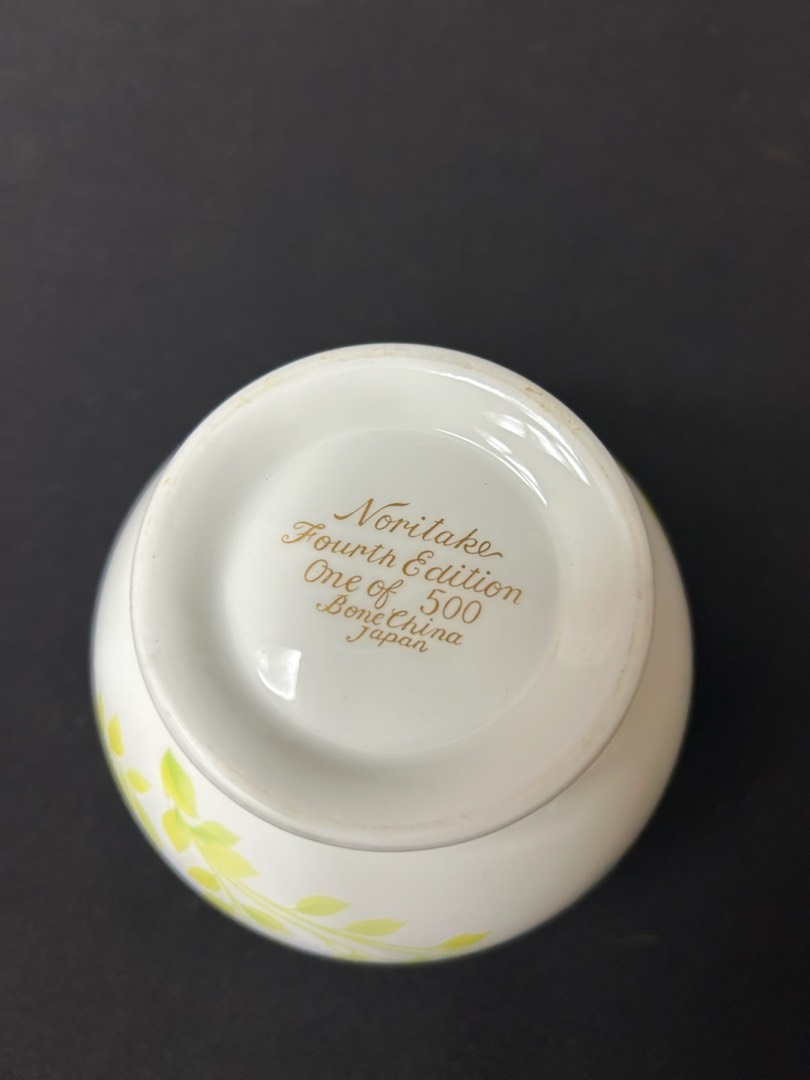 Noritake
Fourth Edition
One of 500
Bone China
Japan